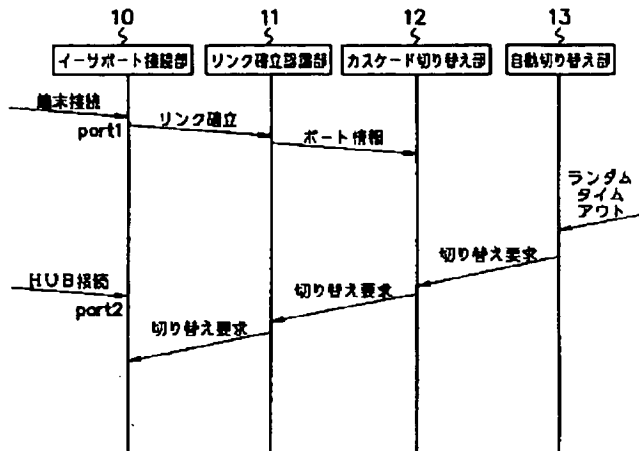 10 11 12 13
イーサポート接続部 リンク確立認識部 カスケード切り替え部 自動切り替え部
端末接続
port1
リンク確立
ポート情報
ランダム
タイム
アウト
切り替え要求
HUB接続
port2
切り替え要求
切り替え要求